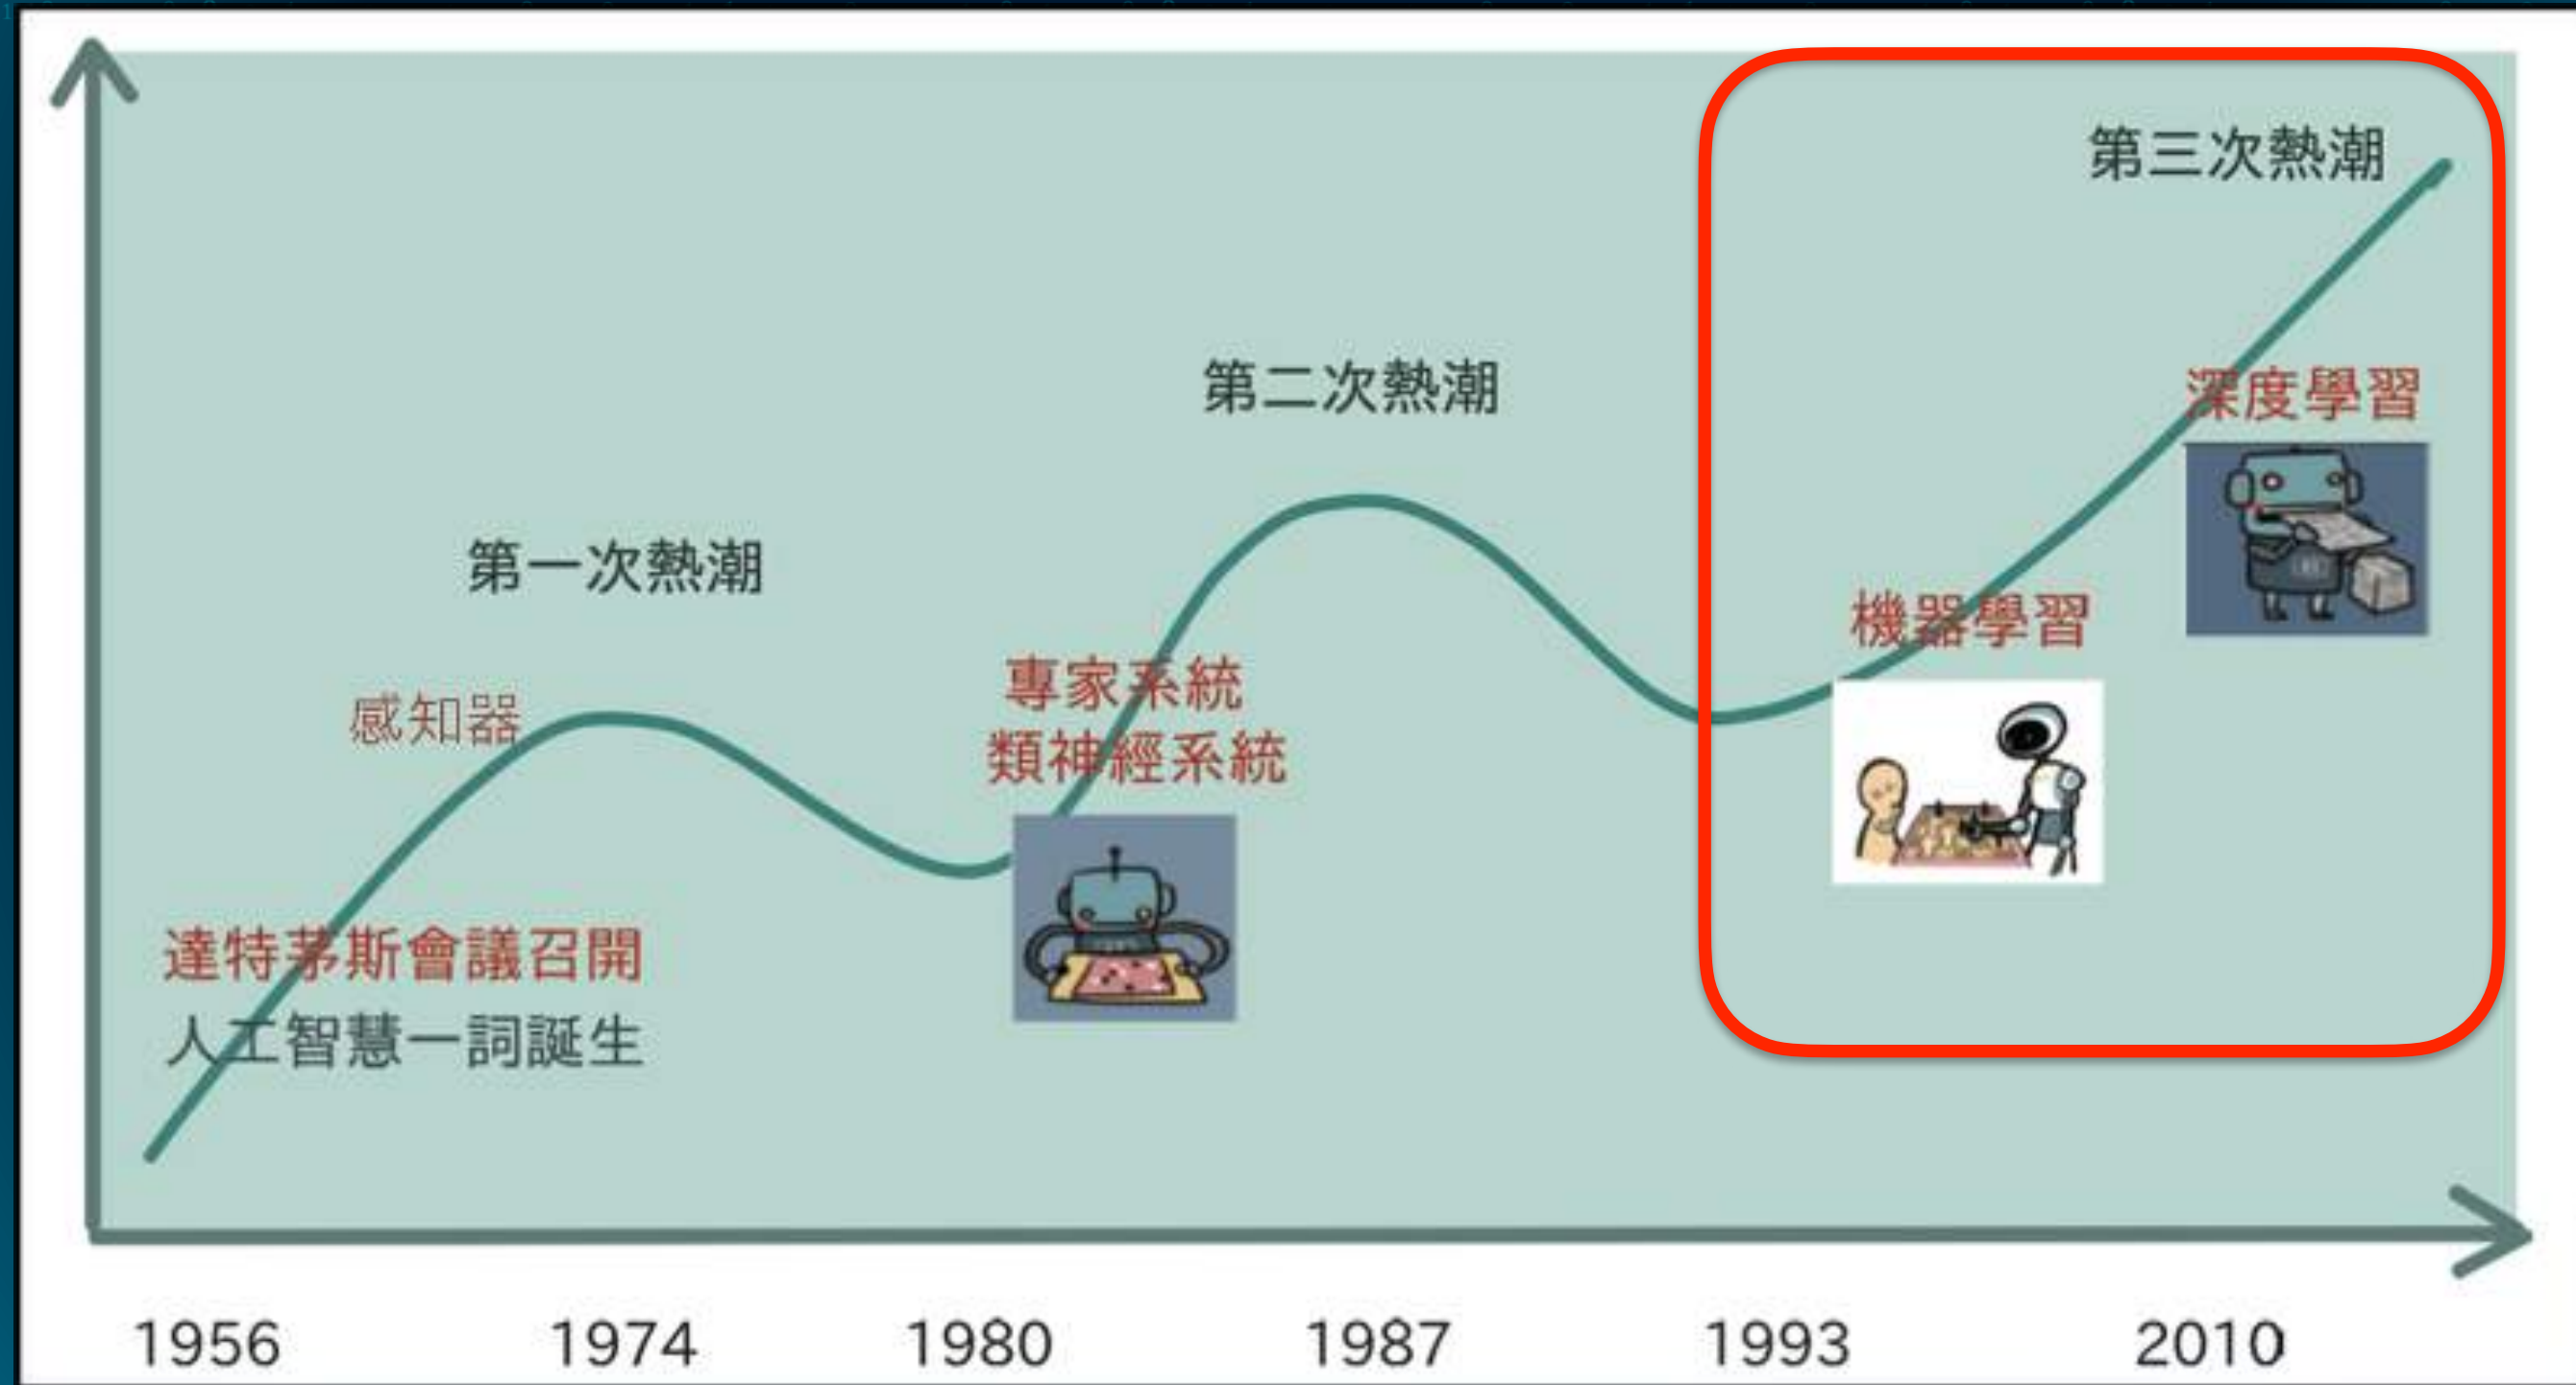 第三次熱潮
第二次熱潮
深度學習
第一次熱潮
機器學習
感知器
專家系統
類神經系統
達特茅斯會議召開
人工智慧一詞誕生
1956 1974 1980 1987 1993 2010